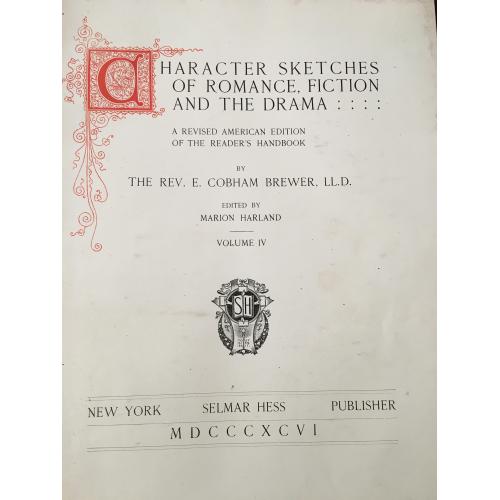 CHARACTER SKETCHES
OF ROMANCE, FICTION
AND THE DRAMA : : : :
A REVISED AMERICAN EDITION
OF THE READER'S HANDBOOK
BY
THE REV. E. COBHAM BREWER, LL.D.
EDITED BY
MARION HARLAND
VOLUME IV
SH
NEW YORK SELMAR HESS PUBLISHER
MDCCCXCVI